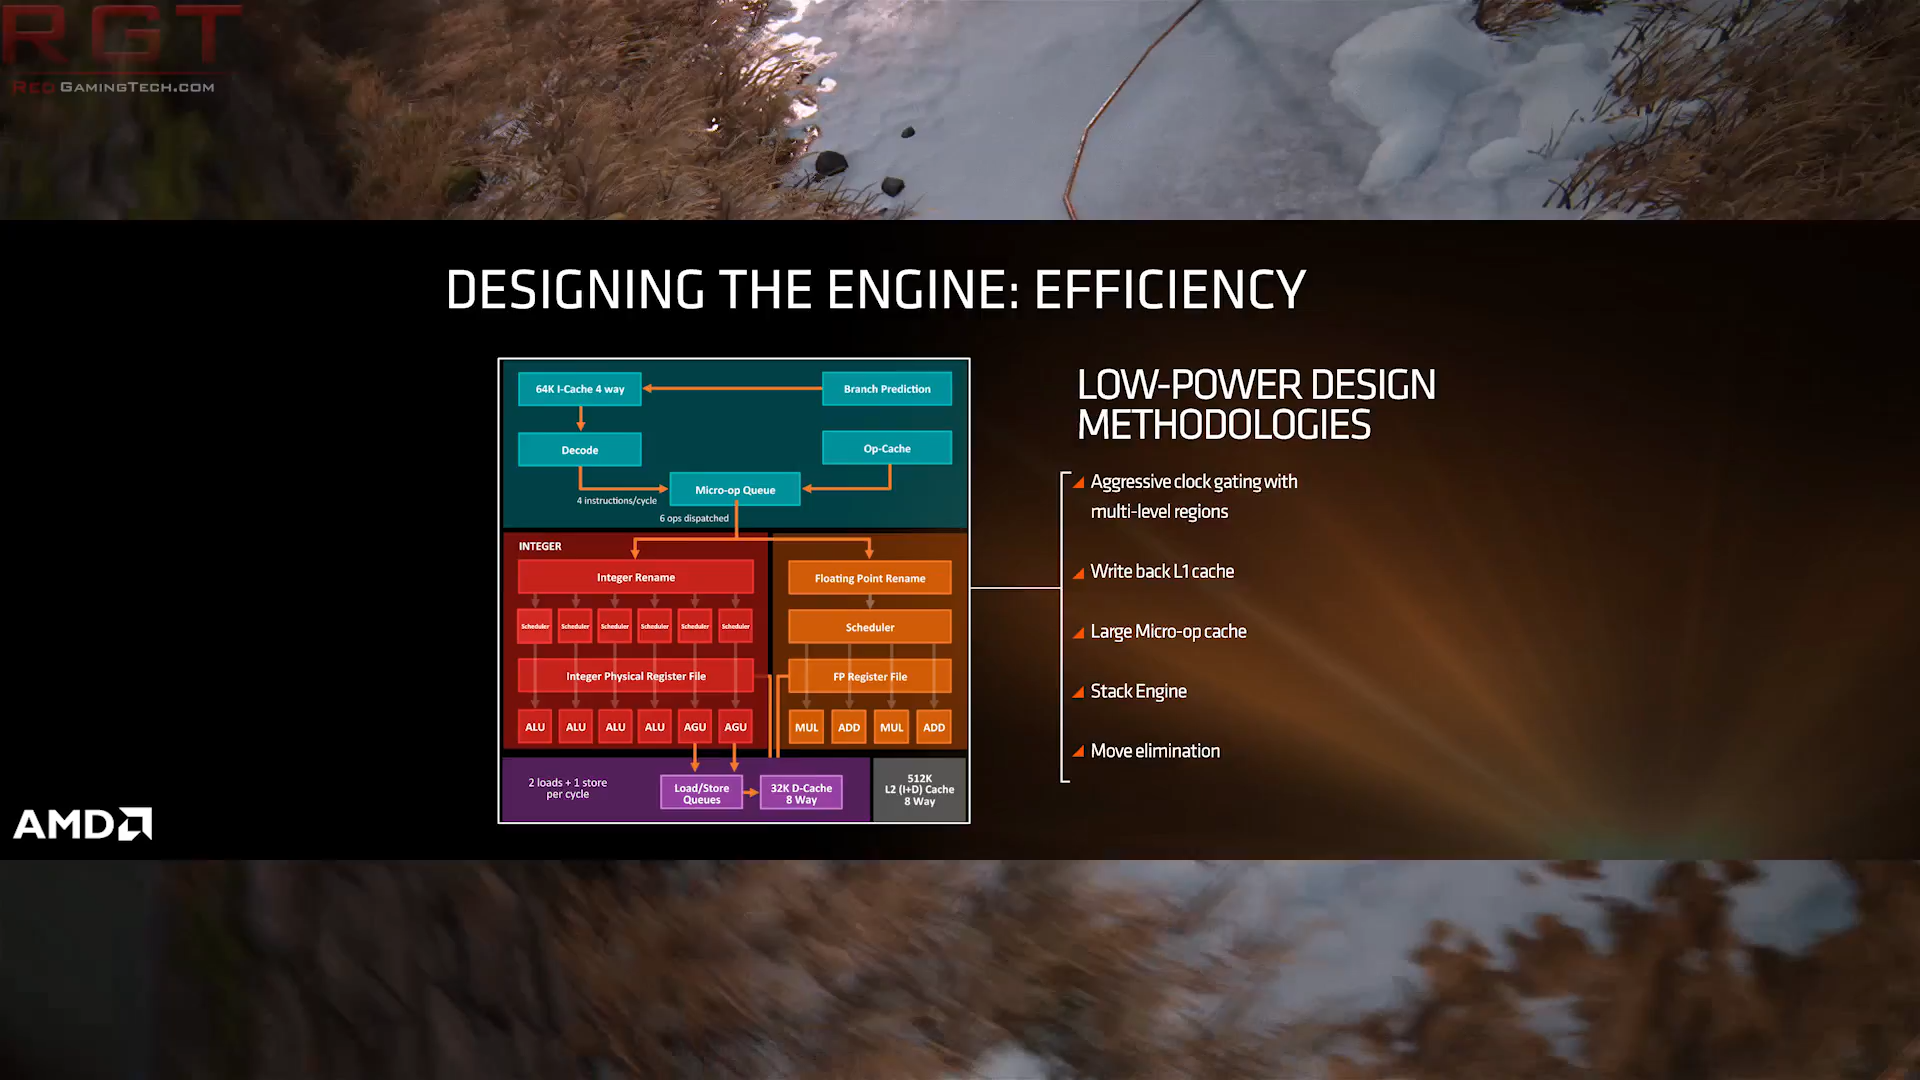 RGT
REDGAMINGTECH.COM
DESIGNING THE ENGINE: EFFICIENCY
64K I-Cache 4 way
Branch Prediction
Decode
Op-Cache
Micro-op Queue
4 instructions/cycle
6 ops dispatched
INTEGER
Integer Rename
Floating Point Rename
Scheduler
Scheduler
Scheduler
Scheduler
Scheduler
Scheduler
Scheduler
Integer Physical Register File
FP Register File
ALU
ALU
ALU
ALU
AGU
AGU
MUL
ADD
MUL
ADD
2 loads + 1 store
per cycle
Load/Store
Queues
32K D-Cache
8 Way
512K
L2 (I+D) Cache
8 Way
LOW-POWER DESIGN
METHODOLOGIES
Aggressive clock gating with
multi-level regions
Write back L1 cache
Large Micro-op cache
Stack Engine
Move elimination
AMD